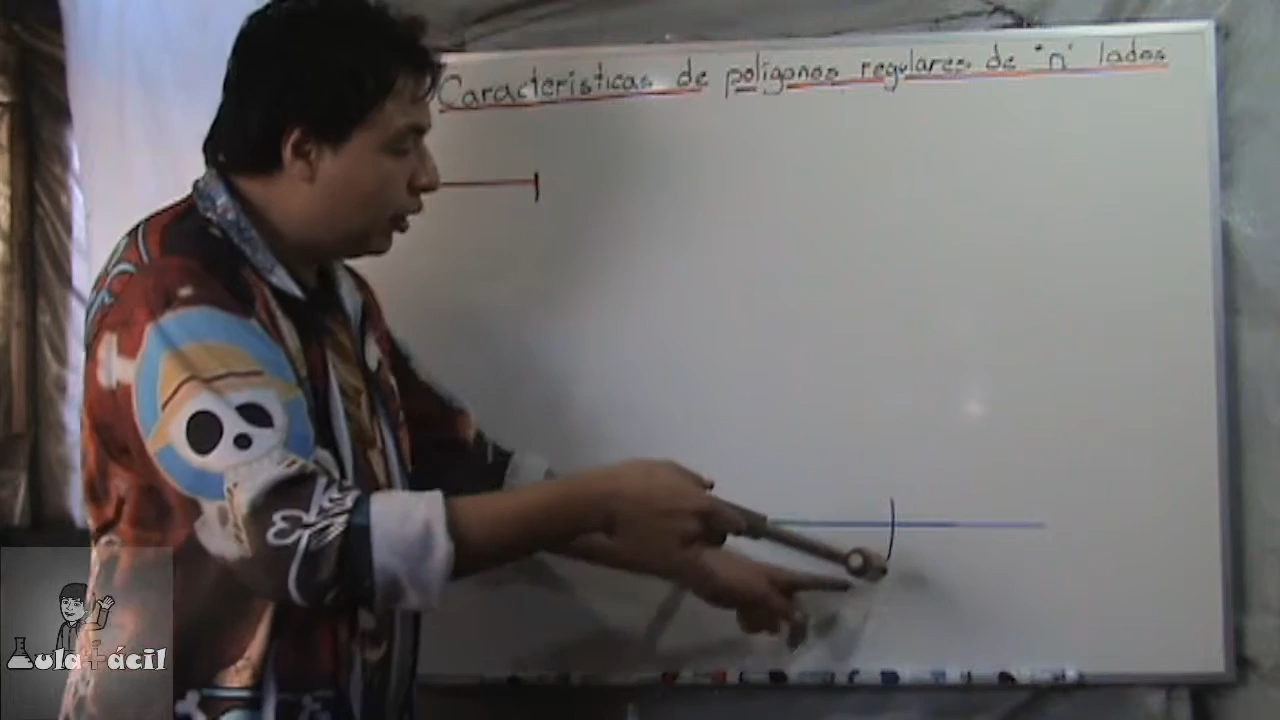 Características de polígonos regulares de "n" lados
Aula fácil